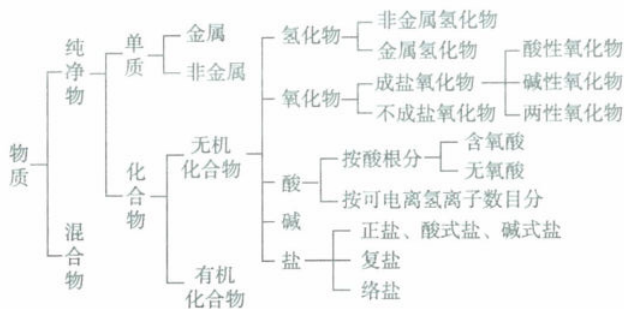 物质
纯净物
单质
金属
非金属
化合物
无机化合物
氢化物
非金属氢化物
金属氢化物
氧化物
成盐氧化物
酸性氧化物
碱性氧化物
两性氧化物
不成盐氧化物
酸
按酸根分
含氧酸
无氧酸
按可电离氢离子数目分
碱
盐
正盐、酸式盐、碱式盐
复盐
络盐
有机化合物
混合物